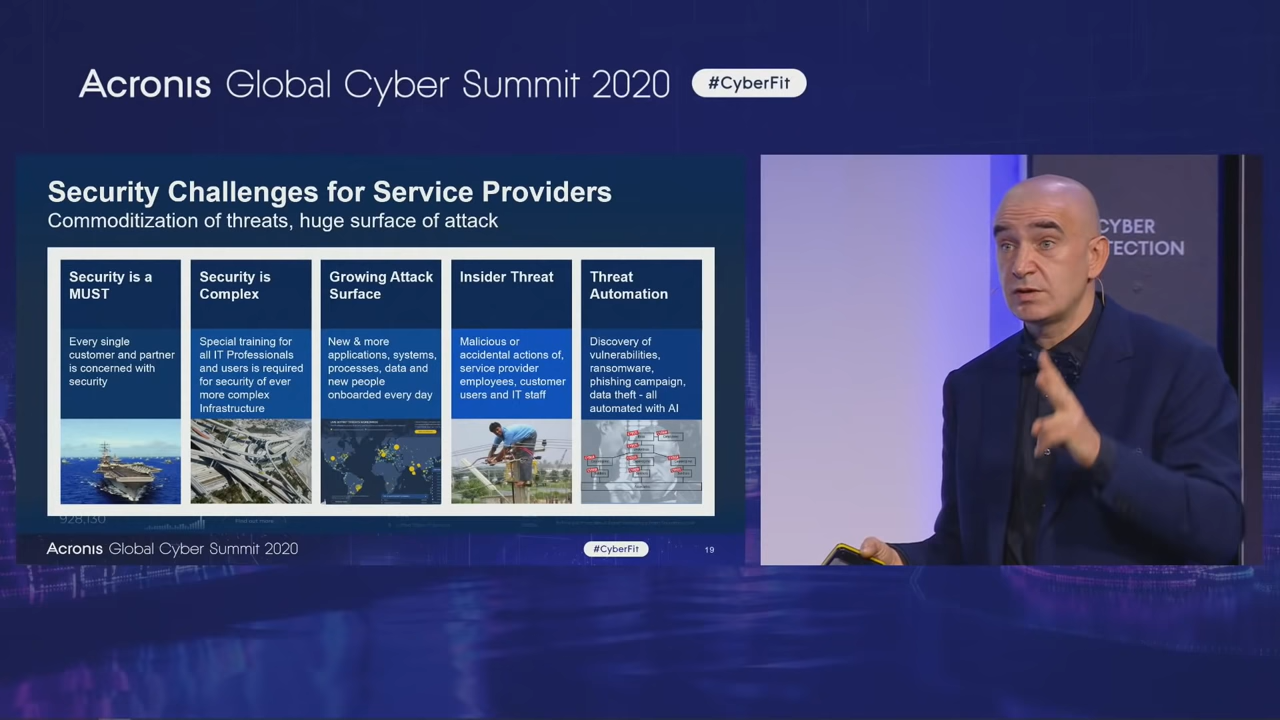 Acronis Global Cyber Summit 2020 #CyberFit
Security Challenges for Service Providers
Commoditization of threats, huge surface of attack
Security is a
MUST
Every single
customer and partner
is concerned with
security
Security is
Complex
Special training for
all IT Professionals
and users is required
for security of ever
more complex
Infrastructure
Growing Attack
Surface
New & more
applications, systems,
processes, data and
new people
onboarded every day
Insider Threat
Malicious or
accidental actions of,
service provider
employees, customer
users and IT staff
Threat
Automation
Discovery of
vulnerabilities,
ransomware,
phishing campaign,
data theft - all
automated with AI
928,130
Find out more
Acronis Global Cyber Summit 2020
#CyberFit
19
CYBER